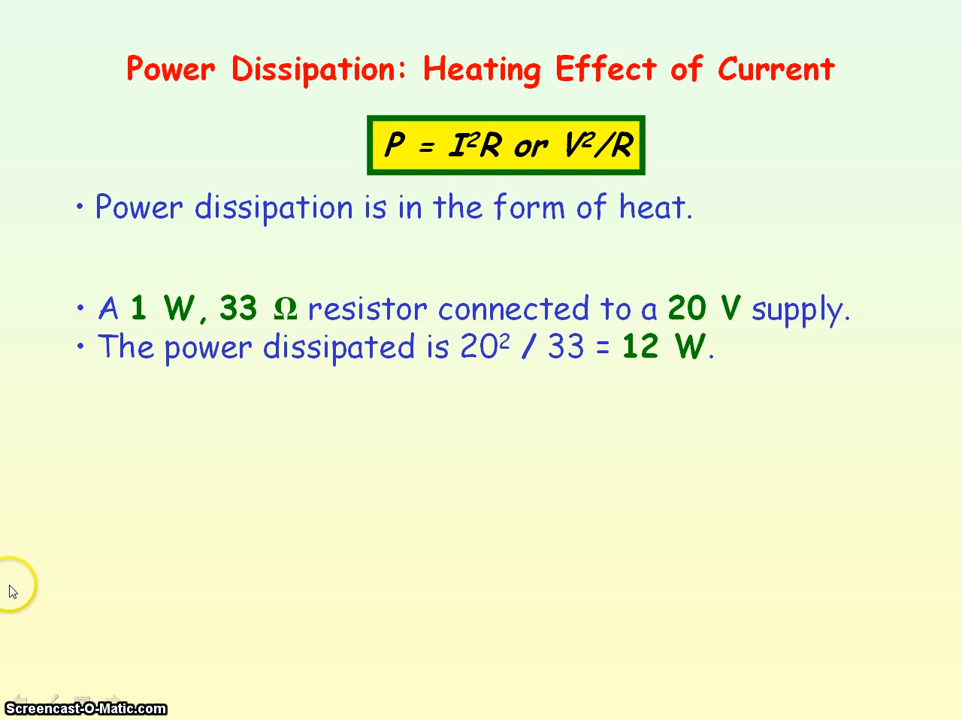 Power Dissipation: Heating Effect of Current
P = I²R or V²/R
• Power dissipation is in the form of heat.
• A 1 W, 33 Ω resistor connected to a 20 V supply.
• The power dissipated is 20² / 33 = 12 W.
Screencast-O-Matic.com